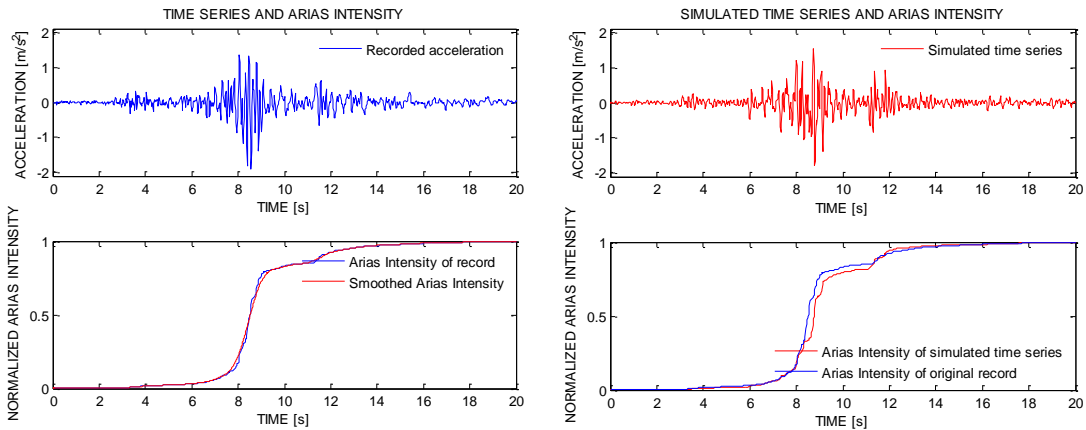 TIME SERIES AND ARIAS INTENSITY
2
1
0
-1
-2
ACCELERATION [m/s²]
Recorded acceleration
0 2 4 6 8 10 12 14 16 18 20
TIME [s]
SIMULATED TIME SERIES AND ARIAS INTENSITY
2
1
0
-1
-2
ACCELERATION [m/s²]
Simulated time series
0 2 4 6 8 10 12 14 16 18 20
TIME [s]
1
0.5
0
NORMALIZED ARIAS INTENSITY
Arias Intensity of record
Smoothed Arias Intensity
0 2 4 6 8 10 12 14 16 18 20
TIME [s]
1
0.5
0
NORMALIZED ARIAS INTENSITY
Arias Intensity of simulated time series
Arias Intensity of original record
0 2 4 6 8 10 12 14 16 18 20
TIME [s]